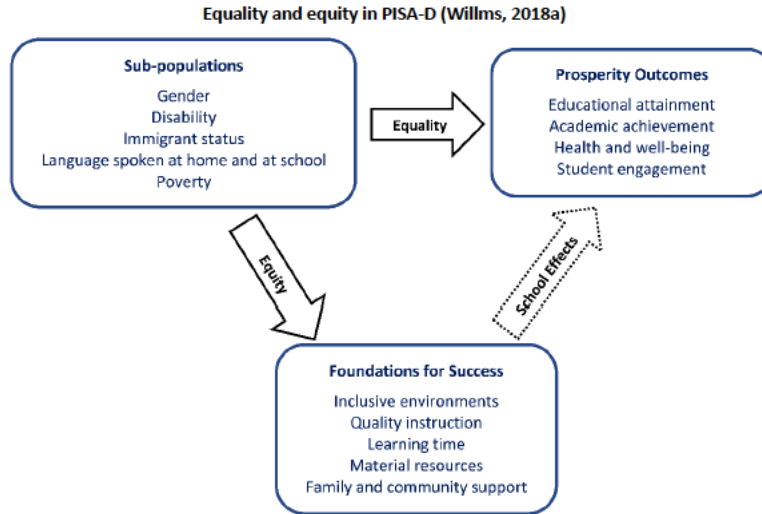 Equality and equity in PISA-D (Willms, 2018a)
Sub-populations
Gender
Disability
Immigrant status
Language spoken at home and at school
Poverty
Equality
Prosperity Outcomes
Educational attainment
Academic achievement
Health and well-being
Student engagement
Equity
School Effects
Foundations for Success
Inclusive environments
Quality instruction
Learning time
Material resources
Family and community support